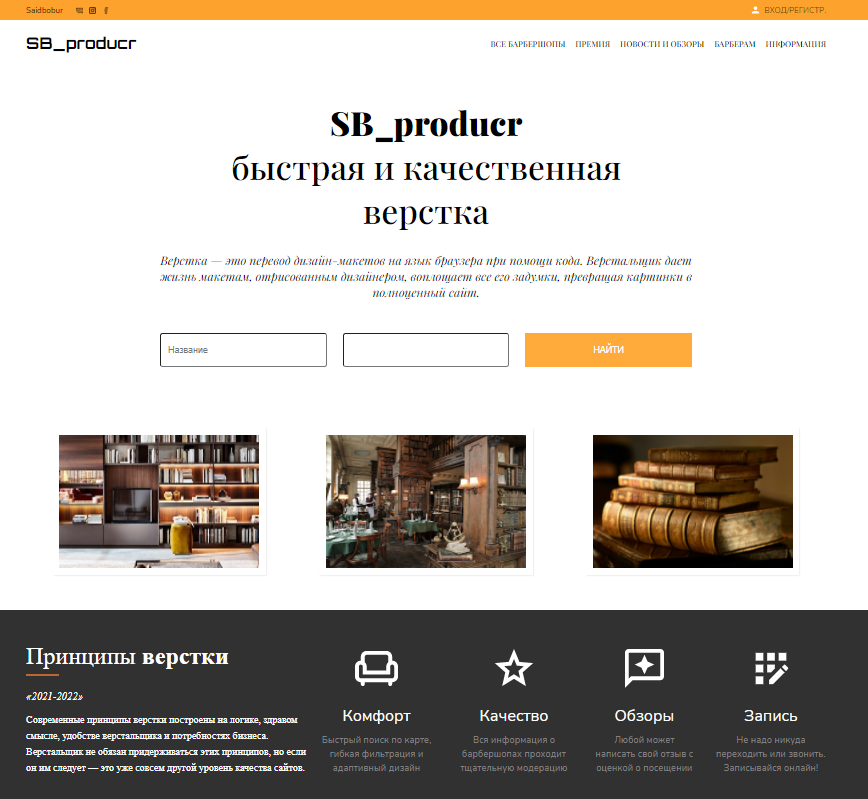 Saidbobur
ВХОД/РЕГИСТР.
SB_producr
ВСЕ БАРБЕРШОПЫ ПРЕМИЯ НОВОСТИ И ОБЗОРЫ БАРБЕРАМ ИНФОРМАЦИЯ
SB_producr
быстрая и качественная
верстка
Верстка — это перевод дизайн-макетов на язык браузера при помощи кода. Верстальщик дает
жизнь макетам, отрисованным дизайнером, воплощает все его задумки, превращая картинки в
полноценный сайт.
Название
НАЙТИ
Принципы верстки
«2021-2022»
Современные принципы верстки построены на логике, здравом
смысле, удобстве верстальщика и потребностях бизнеса.
Верстальщик не обязан придерживаться этих принципов, но если
он им следует — это уже совсем другой уровень качества сайтов.
Комфорт
Быстрый поиск по карте,
гибкая фильтрация и
адаптивный дизайн
Качество
Вся информация о
барбершопах проходит
тщательную модерацию
Обзоры
Любой может
написать свой отзыв с
оценкой о посещении
Запись
Не надо никуда
переходить или звонить.
Записывайся онлайн!